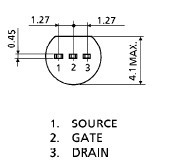 1.27 1.27
0.45
1 2 3
4.1 MAX.
1. SOURCE
2. GATE
3. DRAIN